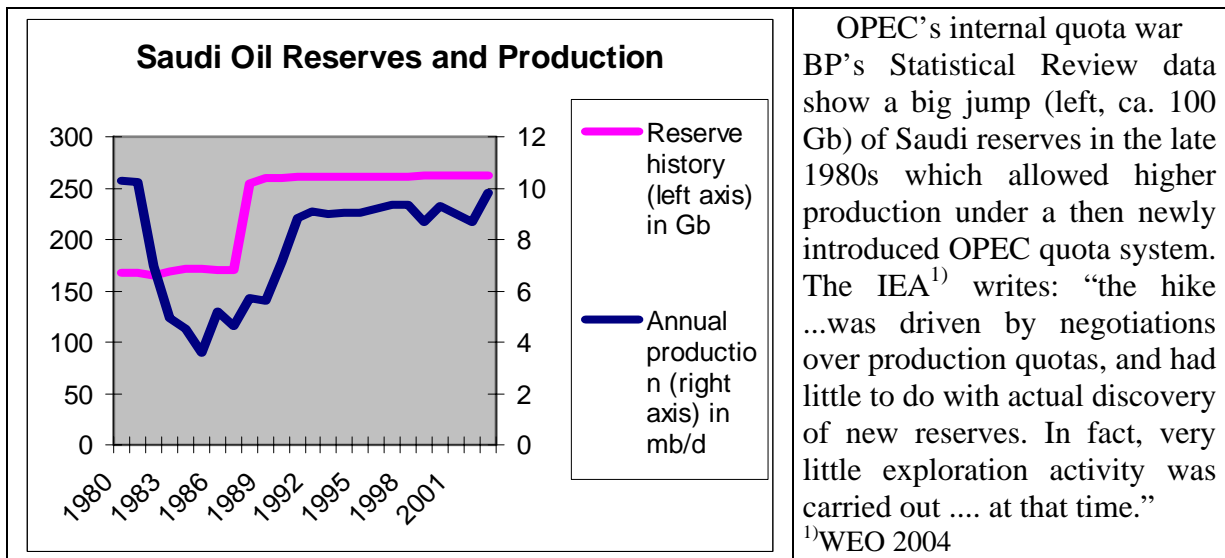 Saudi Oil Reserves and Production
300
250
200
150
100
50
0
12
10
8
6
4
2
0
1980
1983
1986
1989
1992
1995
1998
2001
Reserve
history
(left axis)
in Gb
Annual
productio
n (right
axis) in
mb/d
OPEC’s internal quota war
BP’s Statistical Review data
show a big jump (left, ca. 100
Gb) of Saudi reserves in the late
1980s which allowed higher
production under a then newly
introduced OPEC quota system.
The IEA1) writes: “the hike
...was driven by negotiations
over production quotas, and had
little to do with actual discovery
of new reserves. In fact, very
little exploration activity was
carried out .... at that time.”
1)WEO 2004